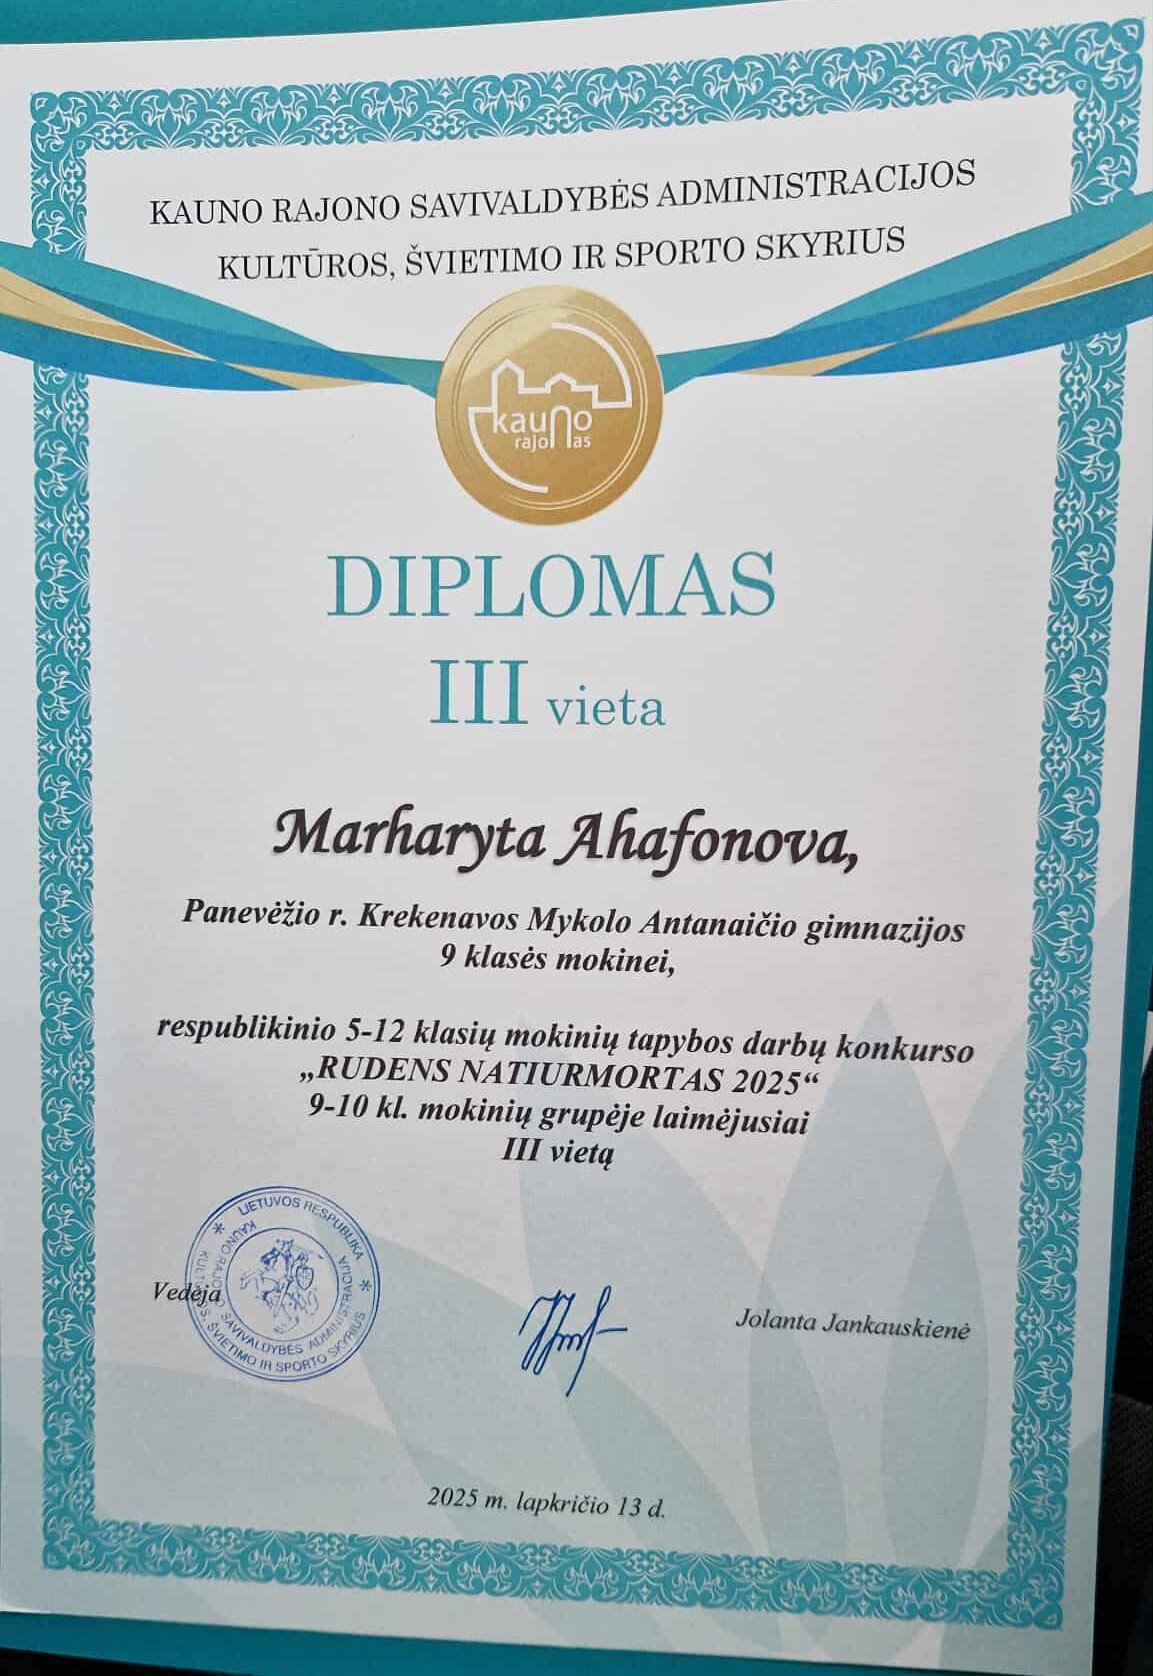 KAUNO RAJONO SAVIVALDYBĖS ADMINISTRACIJOS
KULTŪROS, ŠVIETIMO IR SPORTO SKYRIUS
kauno
rajonas
DIPLOMAS
III vieta
Marharyta Ahafonova,
Panevėžio r. Krekenavos Mykolo Antanaičio gimnazijos
9 klasės mokinei,
respublikinio 5-12 klasių mokinių tapybos darbų konkurso
„RUDENS NATIURMORTAS 2025“
9-10 kl. mokinių grupėje laimėjusiai
III vietą
LIETUVOS RESPUBLIKA
KAUNO RAJONO SAVIVALDYBĖS ADMINISTRACIJA
ŠVIETIMO IR SPORTO SKYRIUS
Vedėja
Jolanta Jankauskienė
2025 m. lapkričio 13 d.